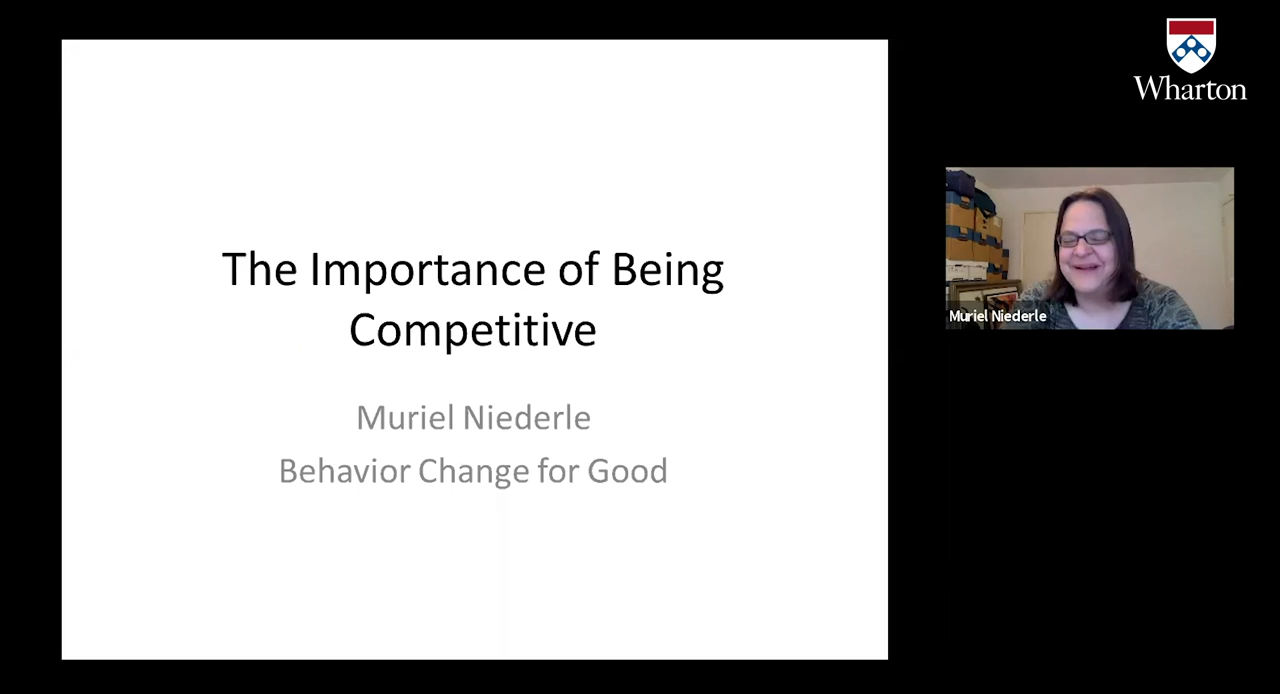 The Importance of Being
Competitive
Muriel Niederle
Behavior Change for Good
Wharton
Muriel Niederle